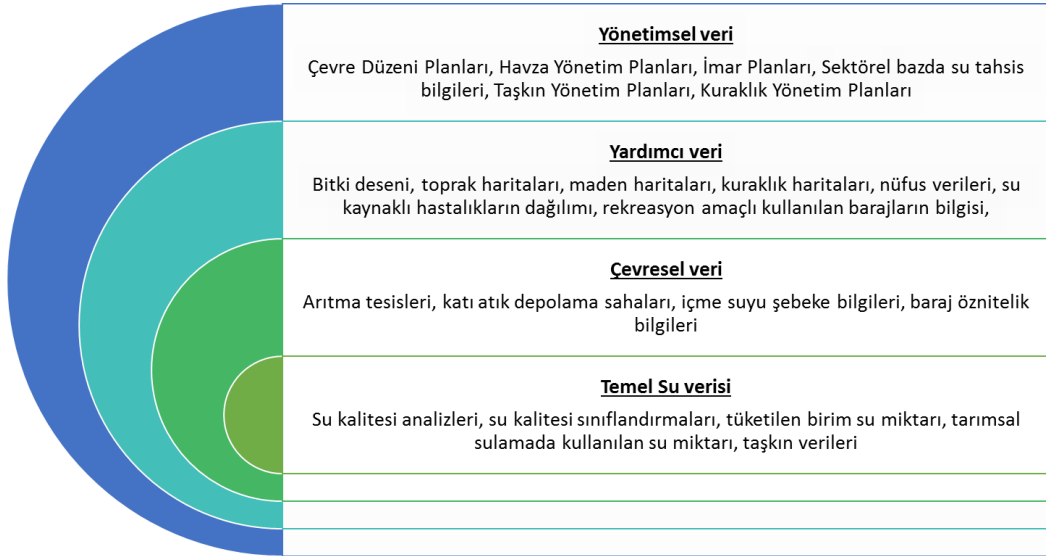 Yönetimsel veri
Çevre Düzeni Planları, Havza Yönetim Planları, İmar Planları, Sektörel bazda su tahsis
bilgileri, Taşkın Yönetim Planları, Kuraklık Yönetim Planları
Yardımcı veri
Bitki deseni, toprak haritaları, maden haritaları, kuraklık haritaları, nüfus verileri, su
kaynaklı hastalıkların dağılımı, rekreasyon amaçlı kullanılan barajların bilgisi,
Çevresel veri
Arıtma tesisleri, katı atık depolama sahaları, içme suyu şebeke bilgileri, baraj öznitelik
bilgileri
Temel Su verisi
Su kalitesi analizleri, su kalitesi sınıflandırmaları, tüketilen birim su miktarı, tarımsal
sulamada kullanılan su miktarı, taşkın verileri